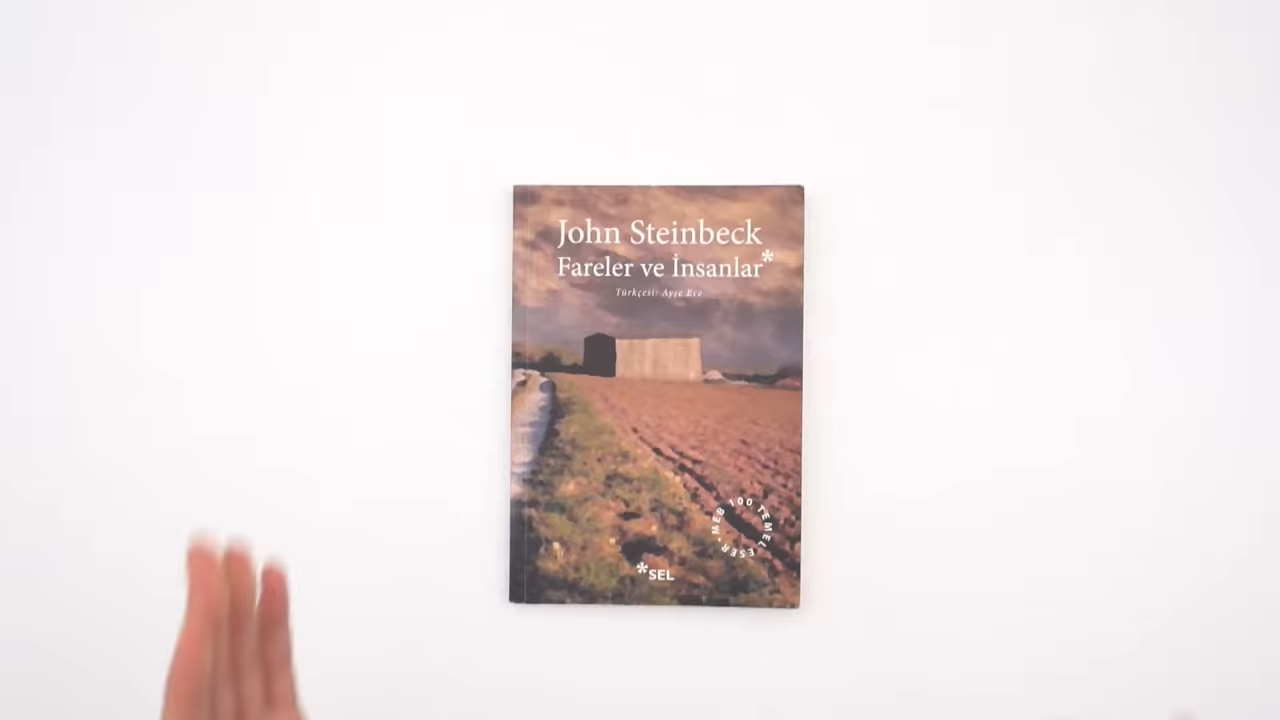 John Steinbeck
Fareler ve İnsanlar*
Türkçesi: Ayşe Ece
MEB 100 TEMEL ESER •
*SEL